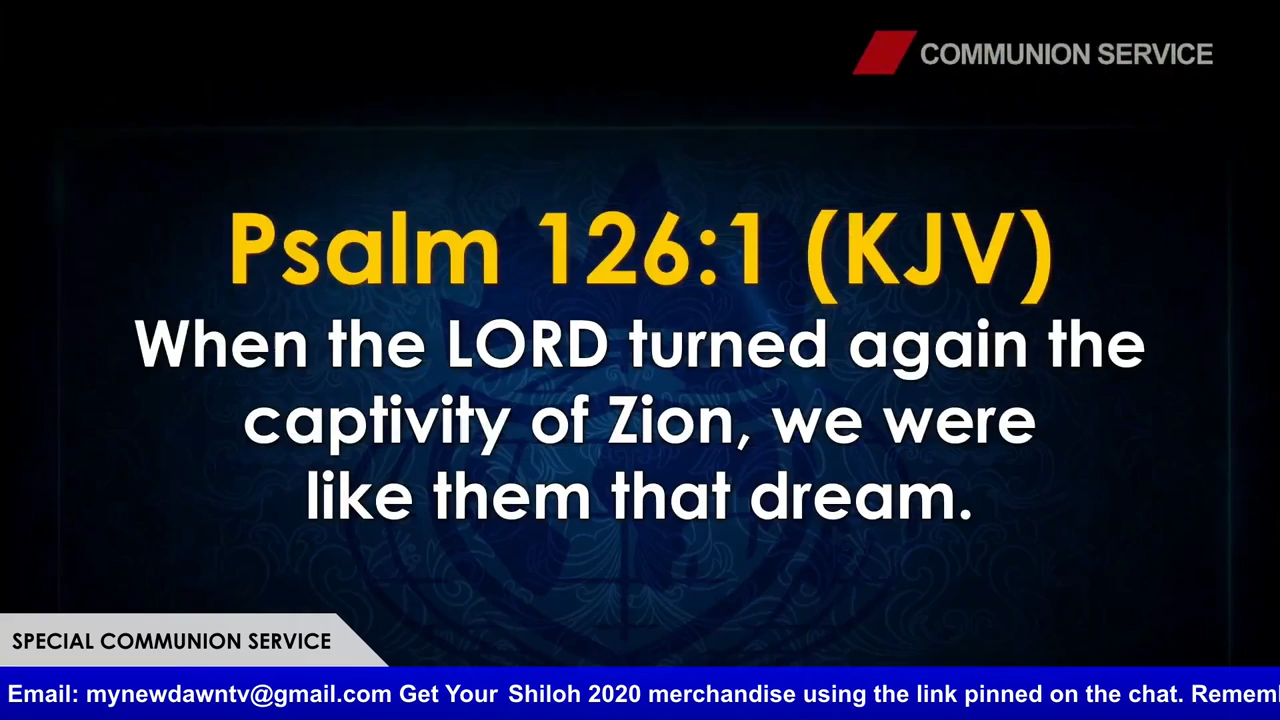 COMMUNION SERVICE
Psalm 126:1 (KJV)
When the LORD turned again the
captivity of Zion, we were
like them that dream.
SPECIAL COMMUNION SERVICE
Email: mynewdawntv@gmail.com Get Your Shiloh 2020 merchandise using the link pinned on the chat.